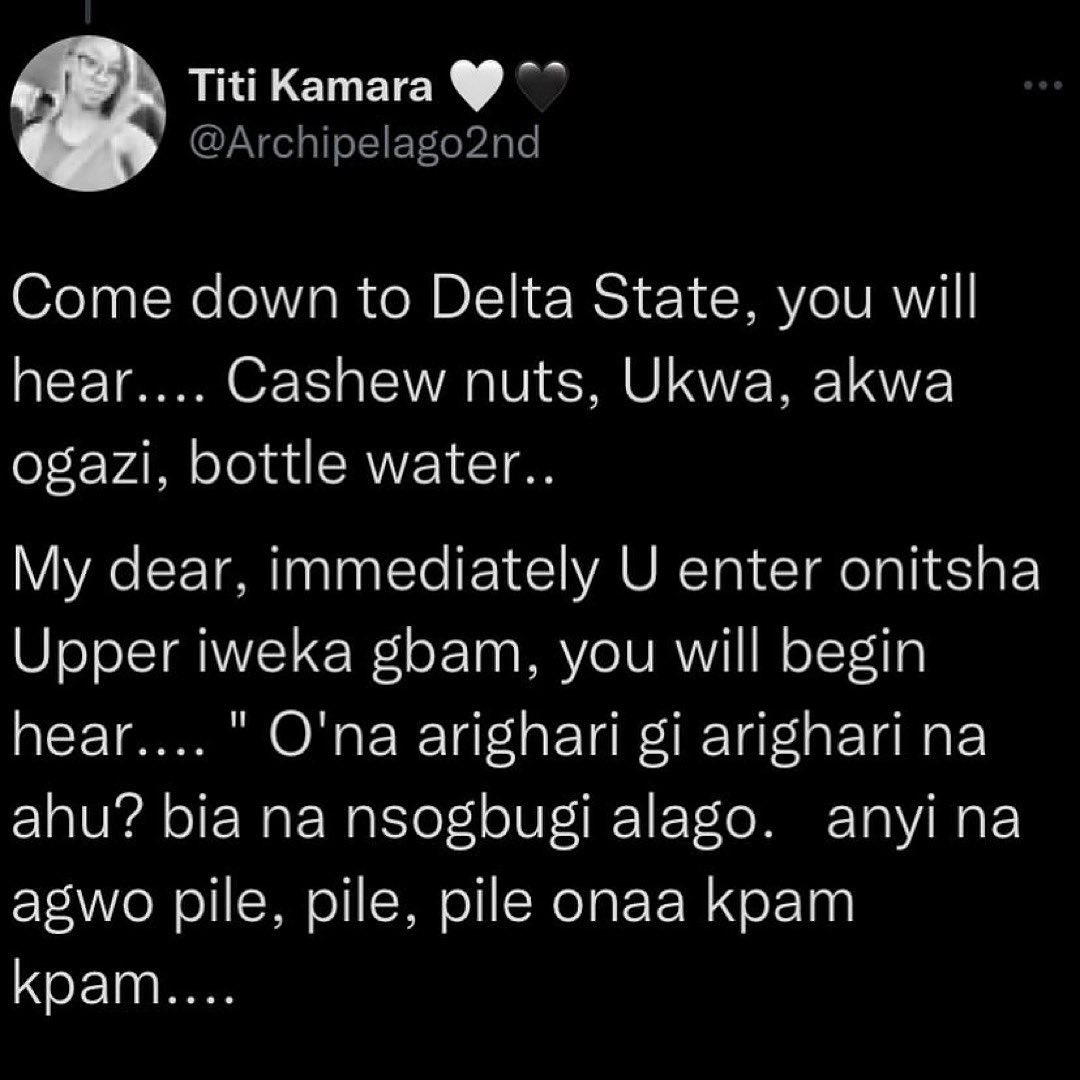 Titi Kamara 🤍🖤
@Archipelago2nd
Come down to Delta State, you will
hear.... Cashew nuts, Ukwa, akwa
ogazi, bottle water..
My dear, immediately U enter onitsha
Upper iweka gbam, you will begin
hear.... " O'na arighari gi arighari na
ahu? bia na nsogbugi alago.   anyi na
agwo pile, pile, pile onaa kpam
kpam....